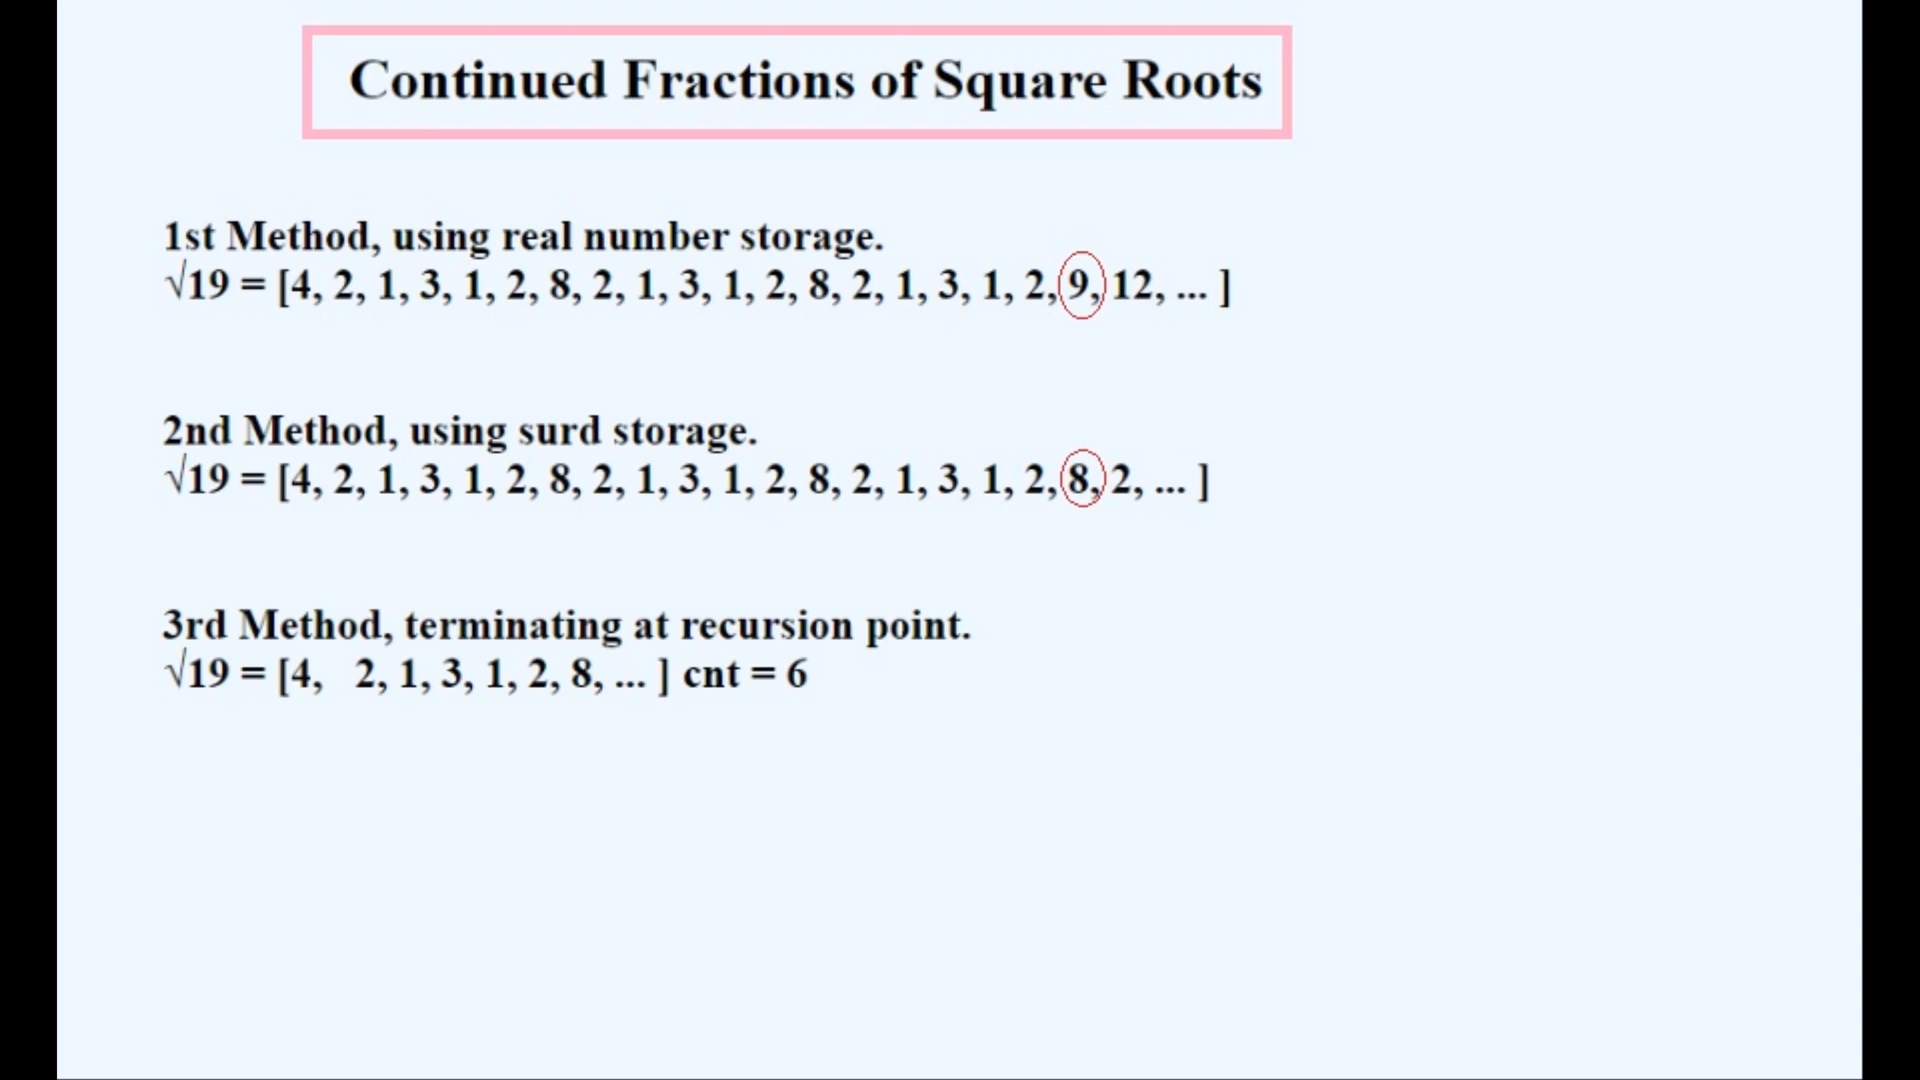 Continued Fractions of Square Roots
1st Method, using real number storage.
√19 = [4, 2, 1, 3, 1, 2, 8, 2, 1, 3, 1, 2, 8, 2, 1, 3, 1, 2, 9, 12, ... ]
2nd Method, using surd storage.
√19 = [4, 2, 1, 3, 1, 2, 8, 2, 1, 3, 1, 2, 8, 2, 1, 3, 1, 2, 8, 2, ... ]
3rd Method, terminating at recursion point.
√19 = [4,   2, 1, 3, 1, 2, 8, ... ] cnt = 6